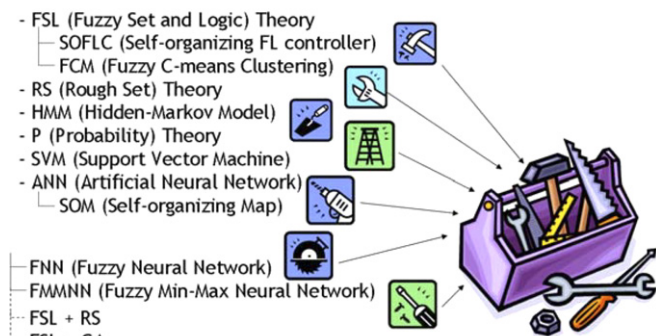 - FSL (Fuzzy Set and Logic) Theory
SOFLC (Self-organizing FL controller)
FCM (Fuzzy C-means Clustering)
- RS (Rough Set) Theory
- HMM (Hidden-Markov Model)
- P (Probability) Theory
- SVM (Support Vector Machine)
- ANN (Artificial Neural Network)
SOM (Self-organizing Map)
FNN (Fuzzy Neural Network)
FMMNN (Fuzzy Min-Max Neural Network)
FSL + RS